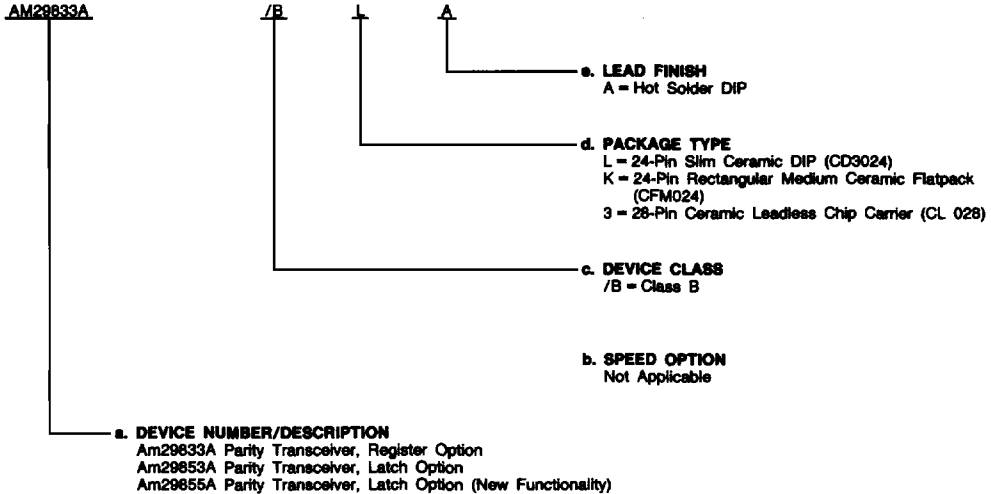 AM29833A /B L A
e. LEAD FINISH
A = Hot Solder DIP
d. PACKAGE TYPE
L = 24-Pin Slim Ceramic DIP (CD3024)
K = 24-Pin Rectangular Medium Ceramic Flatpack
(CFM024)
3 = 28-Pin Ceramic Leadless Chip Carrier (CL 028)
c. DEVICE CLASS
/B = Class B
b. SPEED OPTION
Not Applicable
a. DEVICE NUMBER/DESCRIPTION
Am29833A Parity Transceiver, Register Option
Am29853A Parity Transceiver, Latch Option
Am29855A Parity Transceiver, Latch Option (New Functionality)